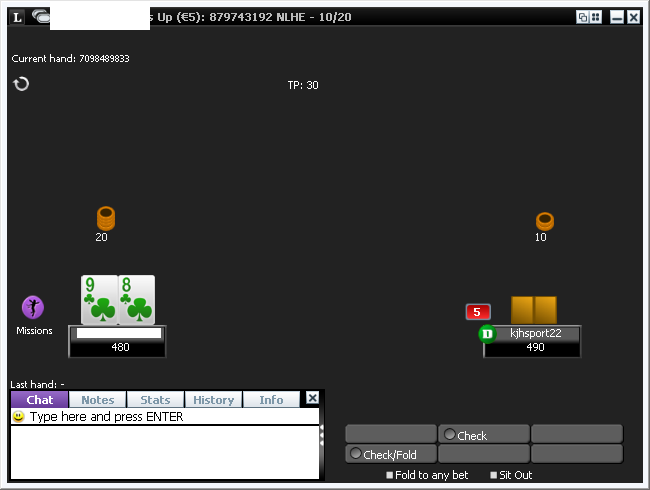 L s Up (€5): 879743192 NLHE - 10/20
Current hand: 7098489833
TP: 30
20
10
9 8
5
Missions
D kjhsport22
480
490
Last hand: -
Chat Notes Stats History Info
Type here and press ENTER
Check
Check/Fold
Fold to any bet Sit Out